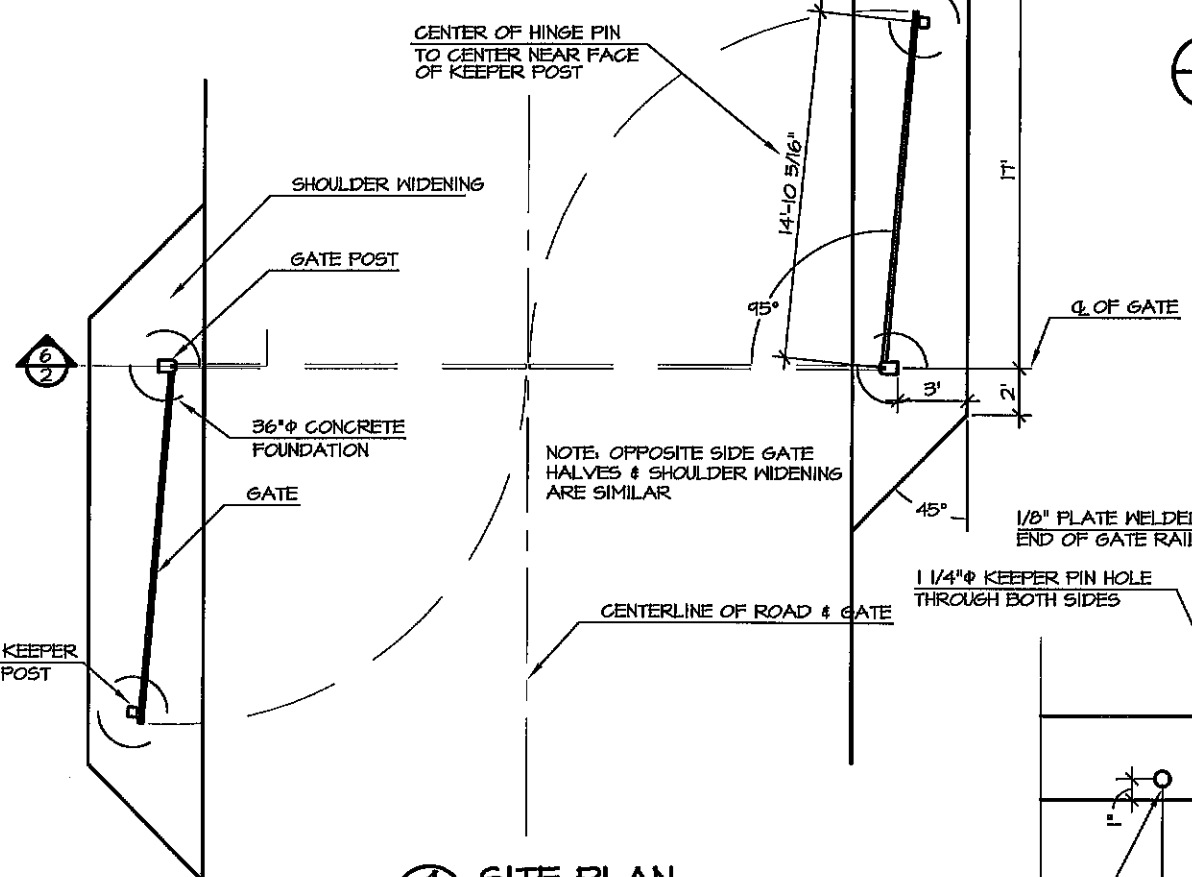 CENTER OF HINGE PIN
TO CENTER NEAR FACE
OF KEEPER POST
14'-10 5/16"
17'
SHOULDER WIDENING
GATE POST
95°
℄ OF GATE
6
2
3'
2'
36"Φ CONCRETE
FOUNDATION
NOTE: OPPOSITE SIDE GATE
HALVES & SHOULDER WIDENING
ARE SIMILAR
GATE
45°
1/8" PLATE WELDED
END OF GATE RAIL
1 1/4"Φ KEEPER PIN HOLE
THROUGH BOTH SIDES
CENTERLINE OF ROAD & GATE
KEEPER
POST
1"
SITE PLAN